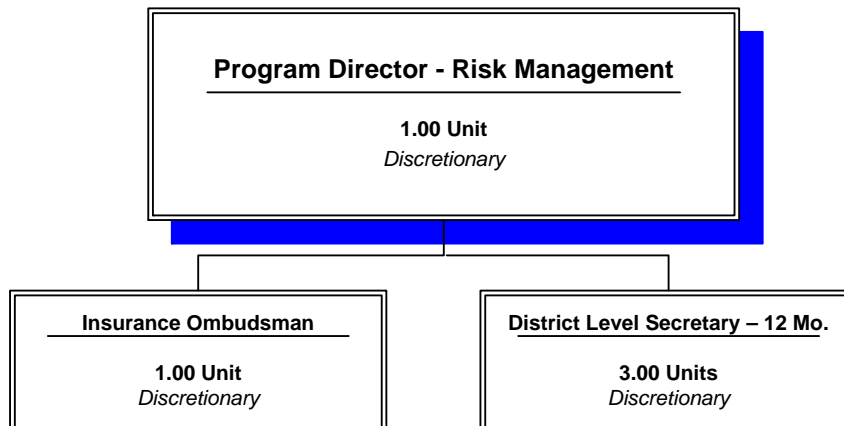 Program Director - Risk Management
1.00 Unit
Discretionary
Insurance Ombudsman
1.00 Unit
Discretionary
District Level Secretary – 12 Mo.
3.00 Units
Discretionary